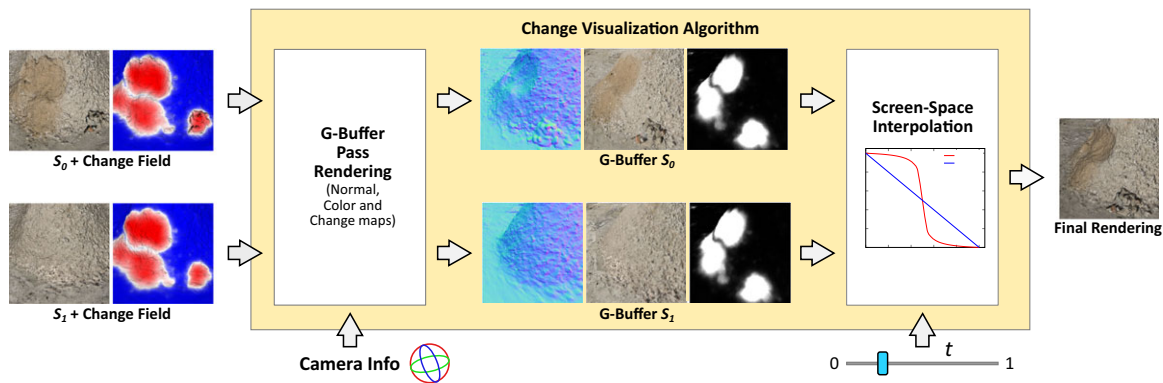 Change Visualization Algorithm
S0 + Change Field
S1 + Change Field
G-Buffer
Pass
Rendering
(Normal,
Color and
Change maps)
G-Buffer S0
G-Buffer S1
Screen-Space
Interpolation
Final Rendering
Camera Info
0
t
1